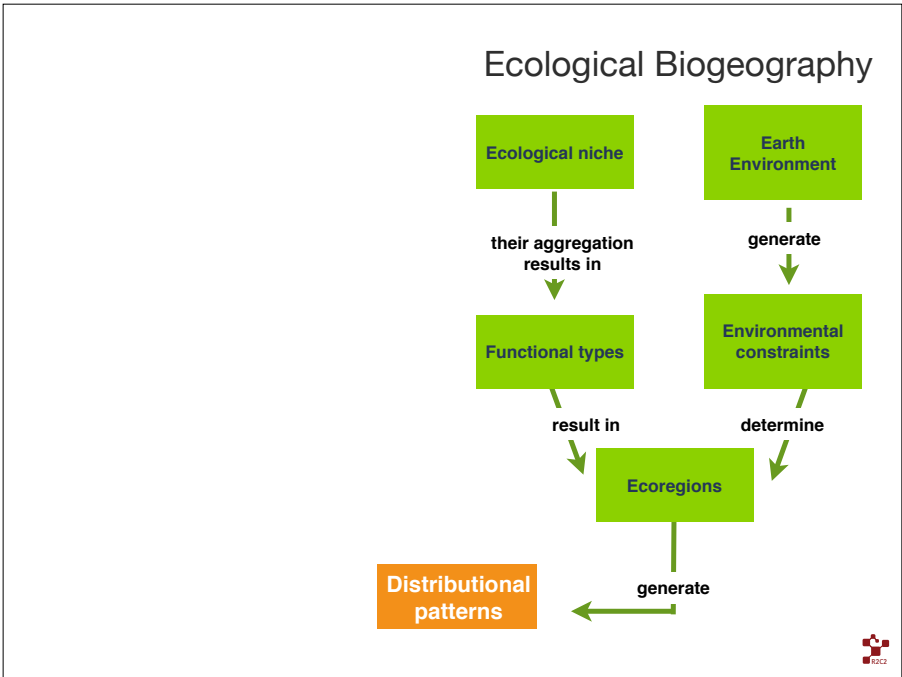 Ecological Biogeography
Ecological niche
Earth
Environment
their aggregation
results in
generate
Functional types
Environmental
constraints
result in
determine
Ecoregions
Distributional
patterns
generate
R2C2